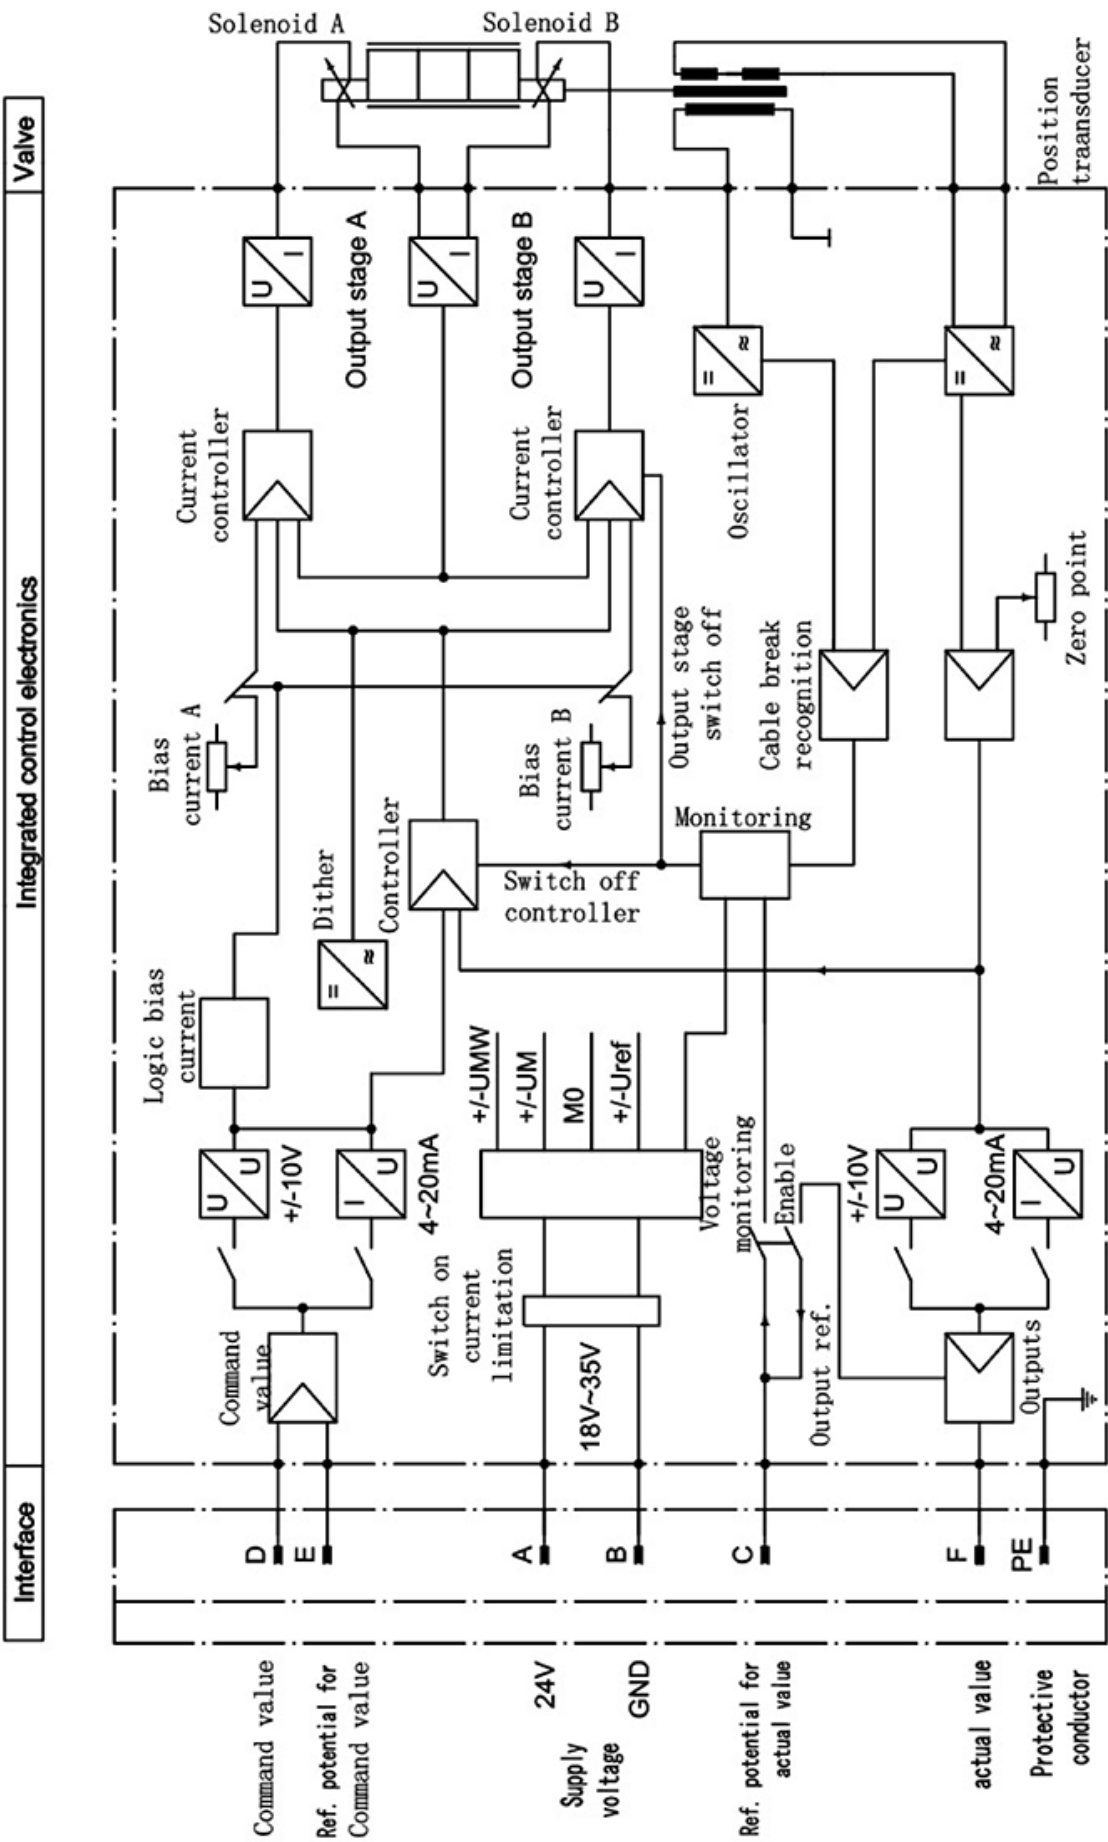 Interface
Integrated control electronics
Valve
Solenoid A
Solenoid B
Position
traansducer
U
I
Output stage A
U
I
Output stage B
U
I
Current
controller
Current
controller
=
≈
Oscillator
=
≈
Zero point
Bias
current A
Bias
current B
Output stage
switch off
Cable break
recognition
Monitoring
Switch off
controller
Controller
Dither
=
≈
Logic bias
current
+/-UMW
+/-UM
M0
+/-Uref
U
U
+/-10V
I
U
4~20mA
Voltage
monitoring
Enable
+/-10V
U
U
4~20mA
I
U
Command
value
Switch on
current
limitation
18V~35V
Output ref.
Outputs
D
E
A
B
C
F
PE
Command value
Ref. potential for
Command value
24V
Supply
voltage
GND
Ref. potential for
actual value
actual value
Protective
conductor